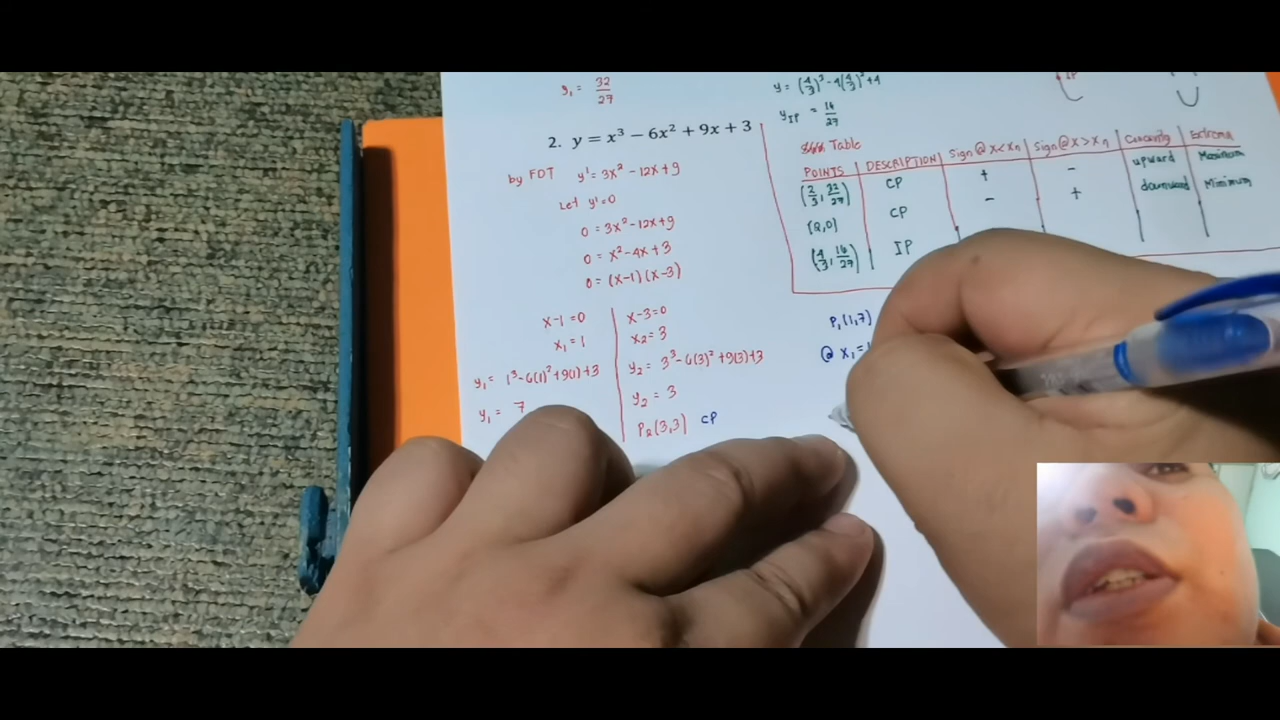 y₁ = 32/27
2. y = x³ − 6x² + 9x + 3
by FDT y' = 3x² - 12x + 9
Let y' = 0
0 = 3x² - 12x + 9
0 = x² - 4x + 3
0 = (x-1)(x-3)
x-1 = 0
x₁ = 1
y₁ = 1³ - 6(1)² + 9(1) + 3
y₁ = 7
x-3 = 0
x₂ = 3
y₂ = 3³ - 6(3)² + 9(3) + 3
y₂ = 3
P₂(3,3) CP
y = (4/3)³ - 4(4/3)² + 4
y_IP = 16/27
Table
POINTS DESCRIPTION Sign @ x < xₙ Sign @ x > xₙ Concavity Extrema
(2/3, 32/27) CP + - upward Maximum
(2,0) CP - + downward Minimum
(4/3, 16/27) IP
P₁(1,7)
@ x₁ = 1
IP